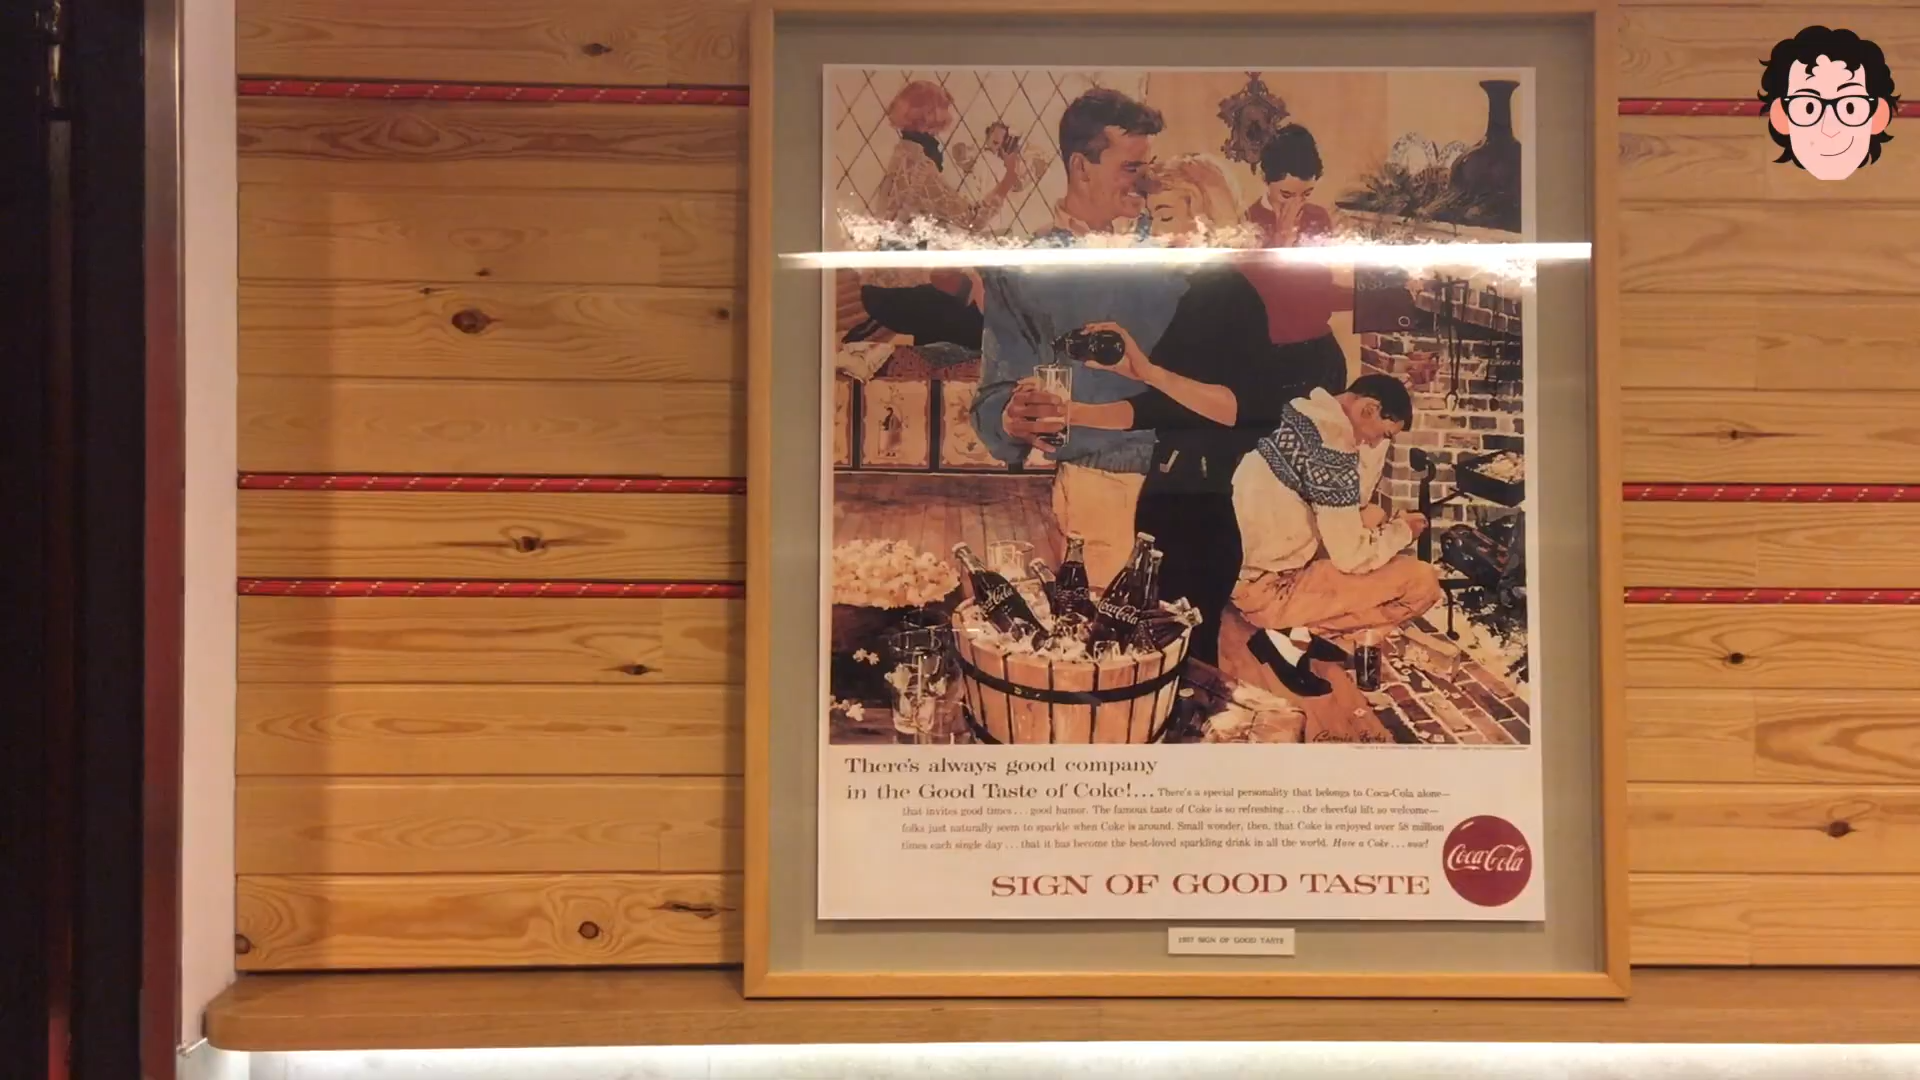 There's always good company
in the Good Taste of Coke!... There's a special personality that belongs to Coca-Cola alone—
that invites good times...good humor. The famous taste of Coke is so refreshing...the cheerful lift so welcome—
folks just naturally seem to sparkle when Coke is around. Small wonder, then, that Coke is enjoyed over 58 million
times each single day...that it has become the best-loved sparkling drink in all the world. Have a Coke...now!
SIGN OF GOOD TASTE
Coca-Cola
1957 SIGN OF GOOD TASTE
Coca-Cola